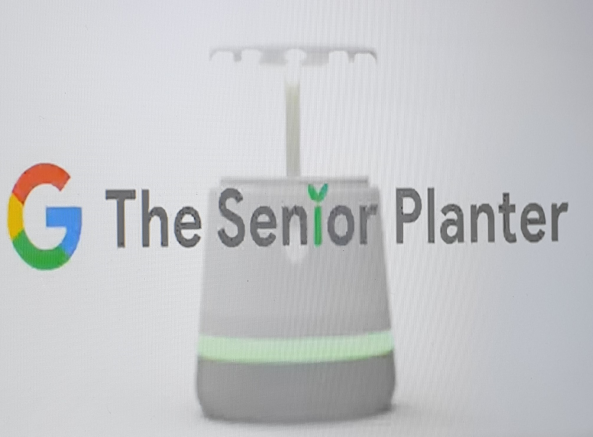 G The Senior Planter